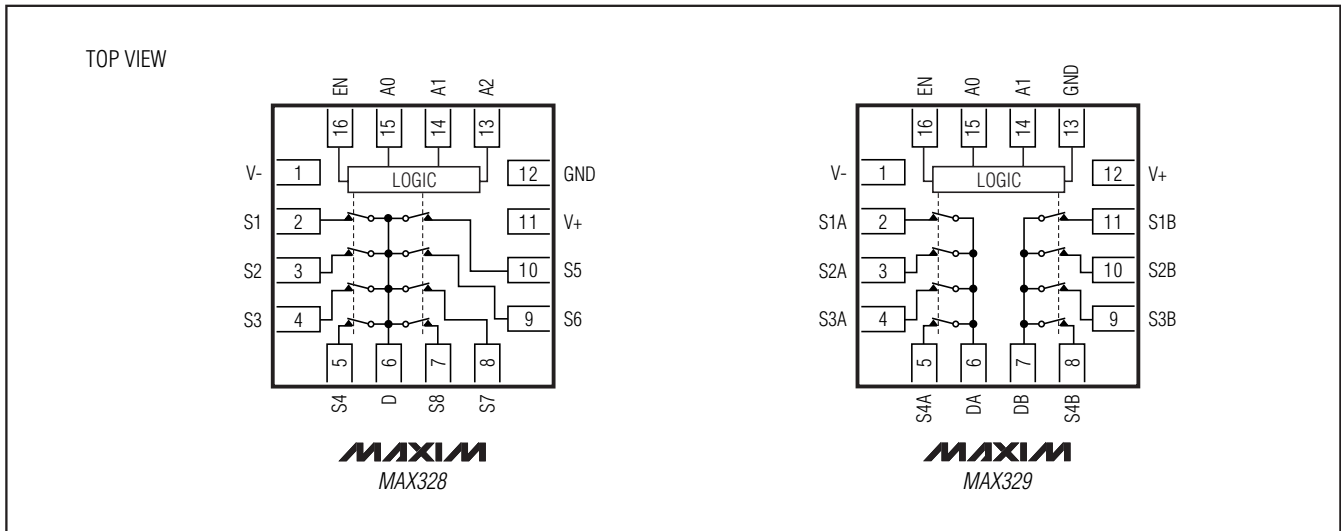 TOP VIEW
EN A0 A1 A2
16 15 14 13
V- 1 LOGIC 12 GND
S1 2 11 V+
S2 3 10 S5
S3 4 9 S6
5 6 7 8
S4 D S8 S7
MAXIM
MAX328
EN A0 A1 GND
16 15 14 13
V- 1 LOGIC 12 V+
S1A 2 11 S1B
S2A 3 10 S2B
S3A 4 9 S3B
5 6 7 8
S4A DA DB S4B
MAXIM
MAX329